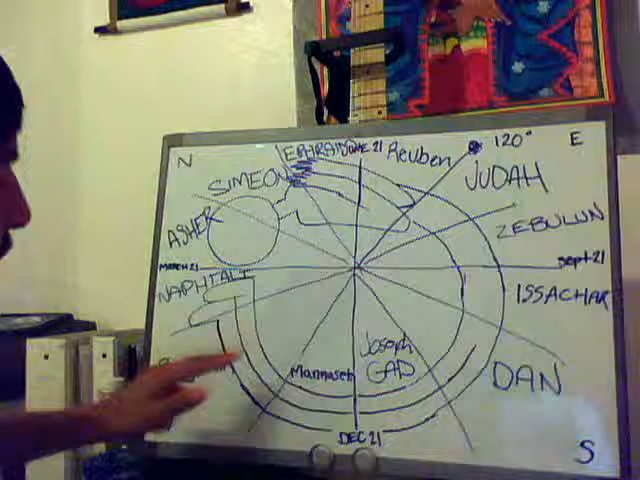 N
E
EPHRAIM
JUNE 21
Reuben
120°
SIMEON
JUDAH
ASHER
ZEBULUN
MARCH 21
Sept 21
NAPHTALI
ISSACHAR
Joseph
Mannaseh
GAD
DAN
DEC 21
S